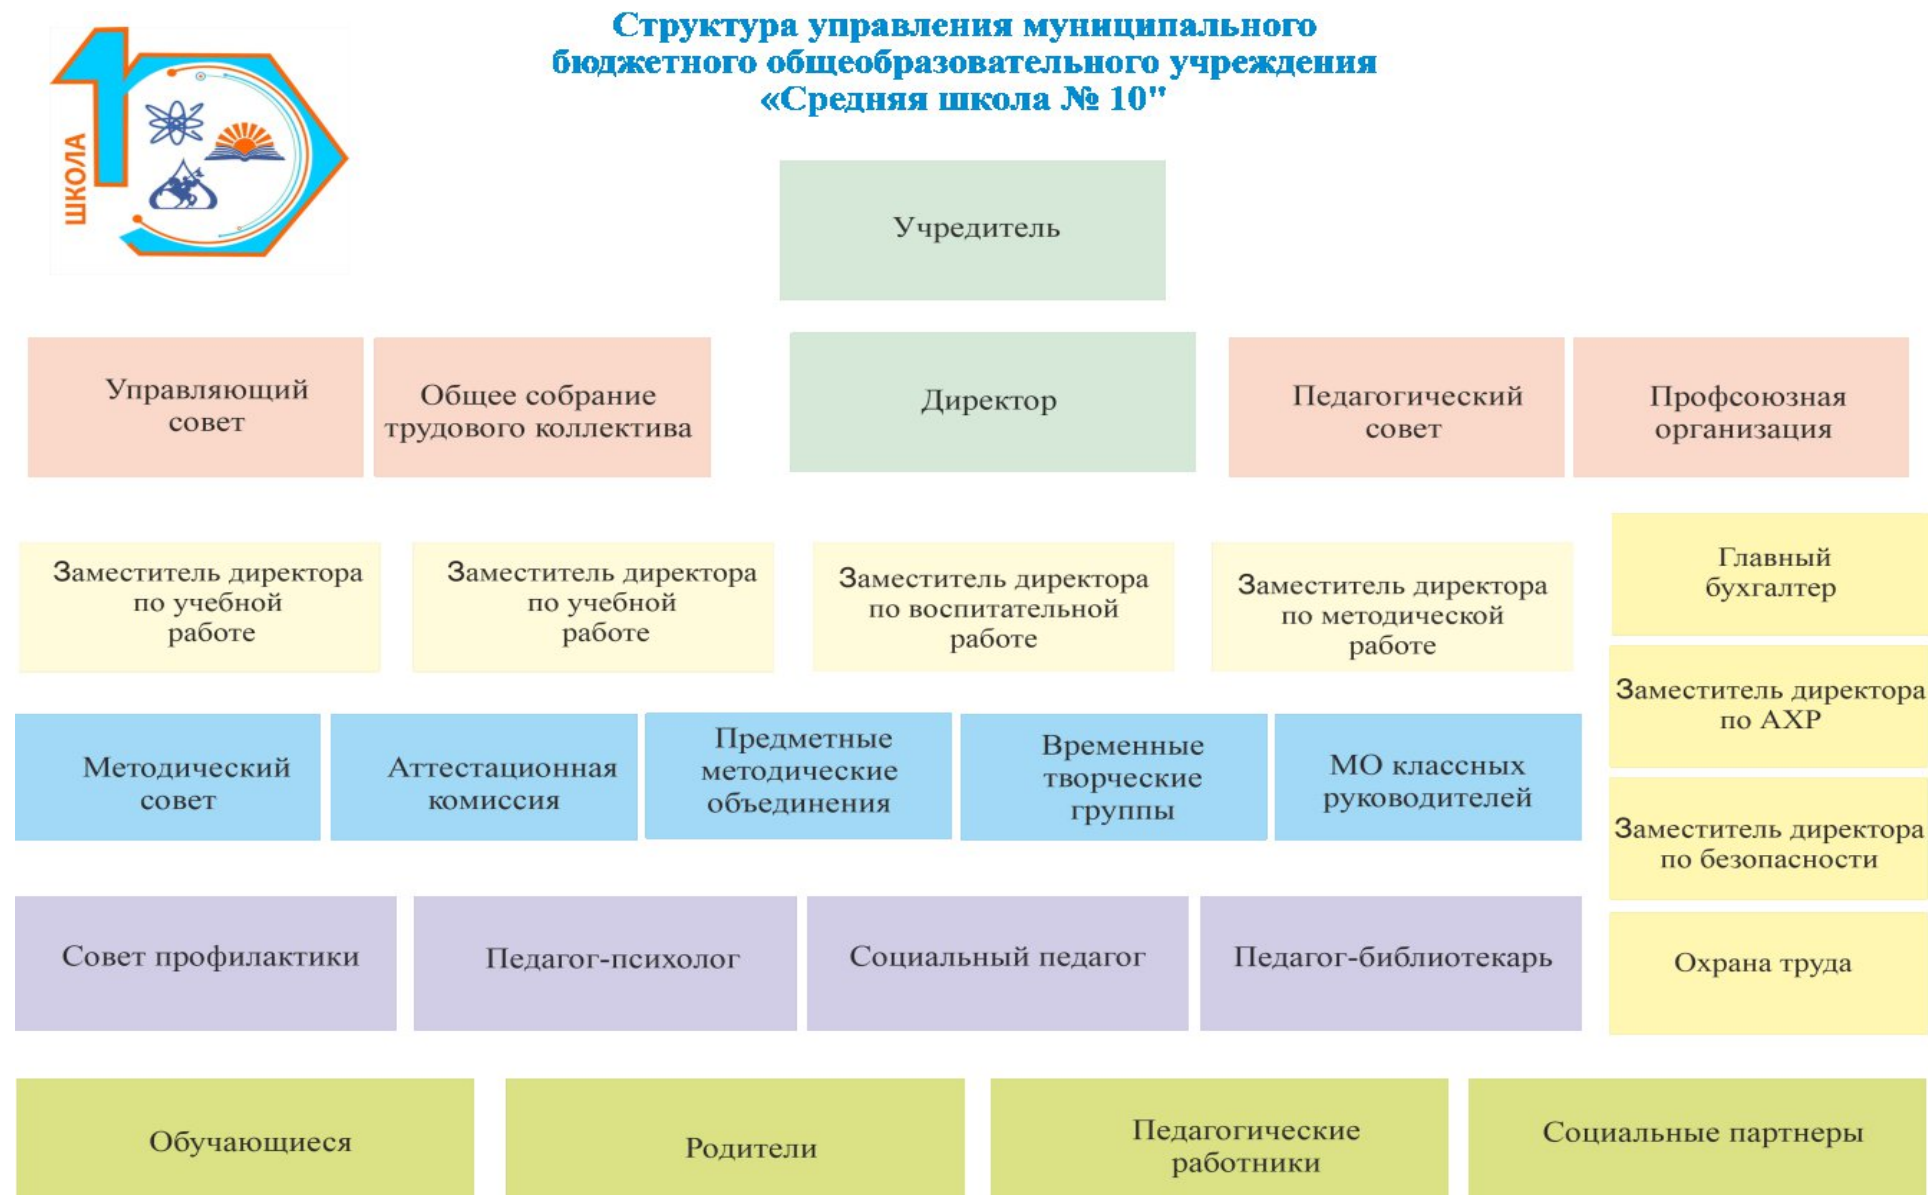 Структура управления муниципального
бюджетного общеобразовательного учреждения
«Средняя школа № 10"
ШКОЛА
10
Учредитель
Управляющий
совет
Общее собрание
трудового коллектива
Директор
Педагогический
совет
Профсоюзная
организация
Заместитель директора
по учебной
работе
Заместитель директора
по учебной
работе
Заместитель директора
по воспитательной
работе
Заместитель директора
по методической
работе
Главный
бухгалтер
Заместитель директора
по АХР
Заместитель директора
по безопасности
Охрана труда
Методический
совет
Аттестационная
комиссия
Предметные
методические
объединения
Временные
творческие
группы
МО классных
руководителей
Совет профилактики
Педагог-психолог
Социальный педагог
Педагог-библиотекарь
Обучающиеся
Родители
Педагогические
работники
Социальные партнеры